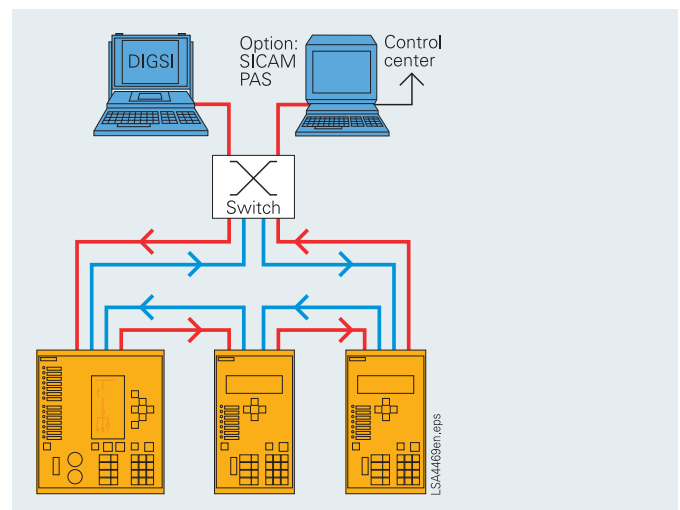 DIGSI
Option:
SICAM
PAS
Control
center
Switch
LSA4469en.eps